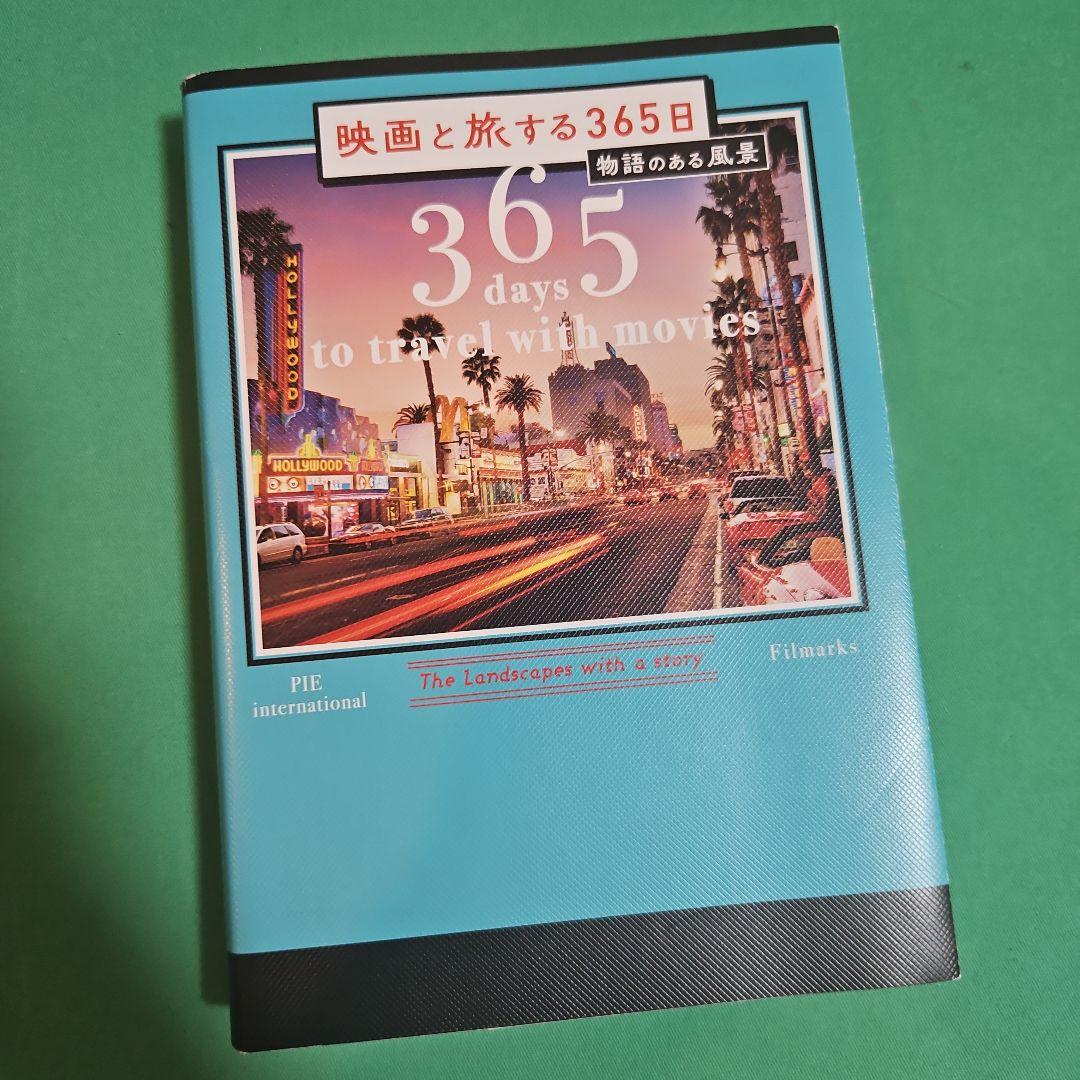 映画と旅する365日
物語のある風景
365
days
to travel with movies
HOLLYWOOD
HOLLYWOOD
The Landscapes with a story
Filmarks
PIE
international